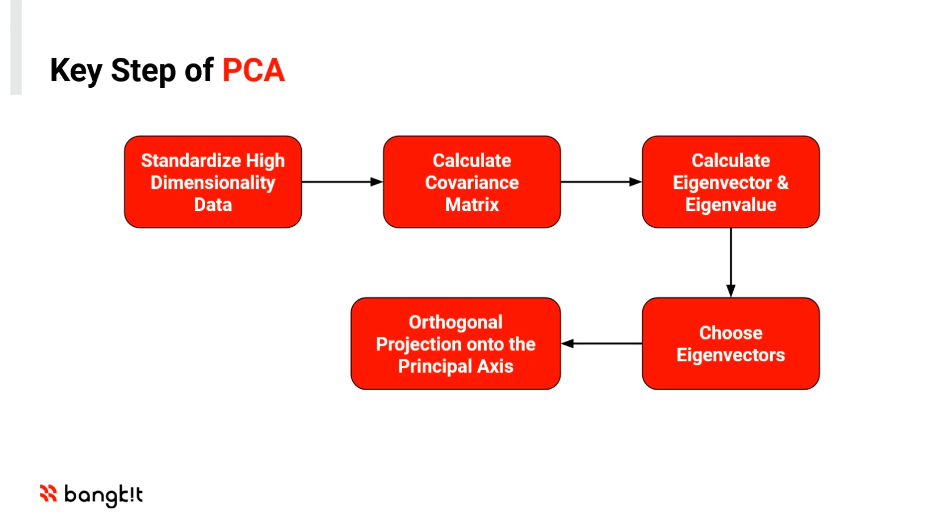 Key Step of PCA
Standardize High
Dimensionality
Data
Calculate
Covariance
Matrix
Calculate
Eigenvector &
Eigenvalue
Choose
Eigenvectors
Orthogonal
Projection onto the
Principal Axis
bangk!t